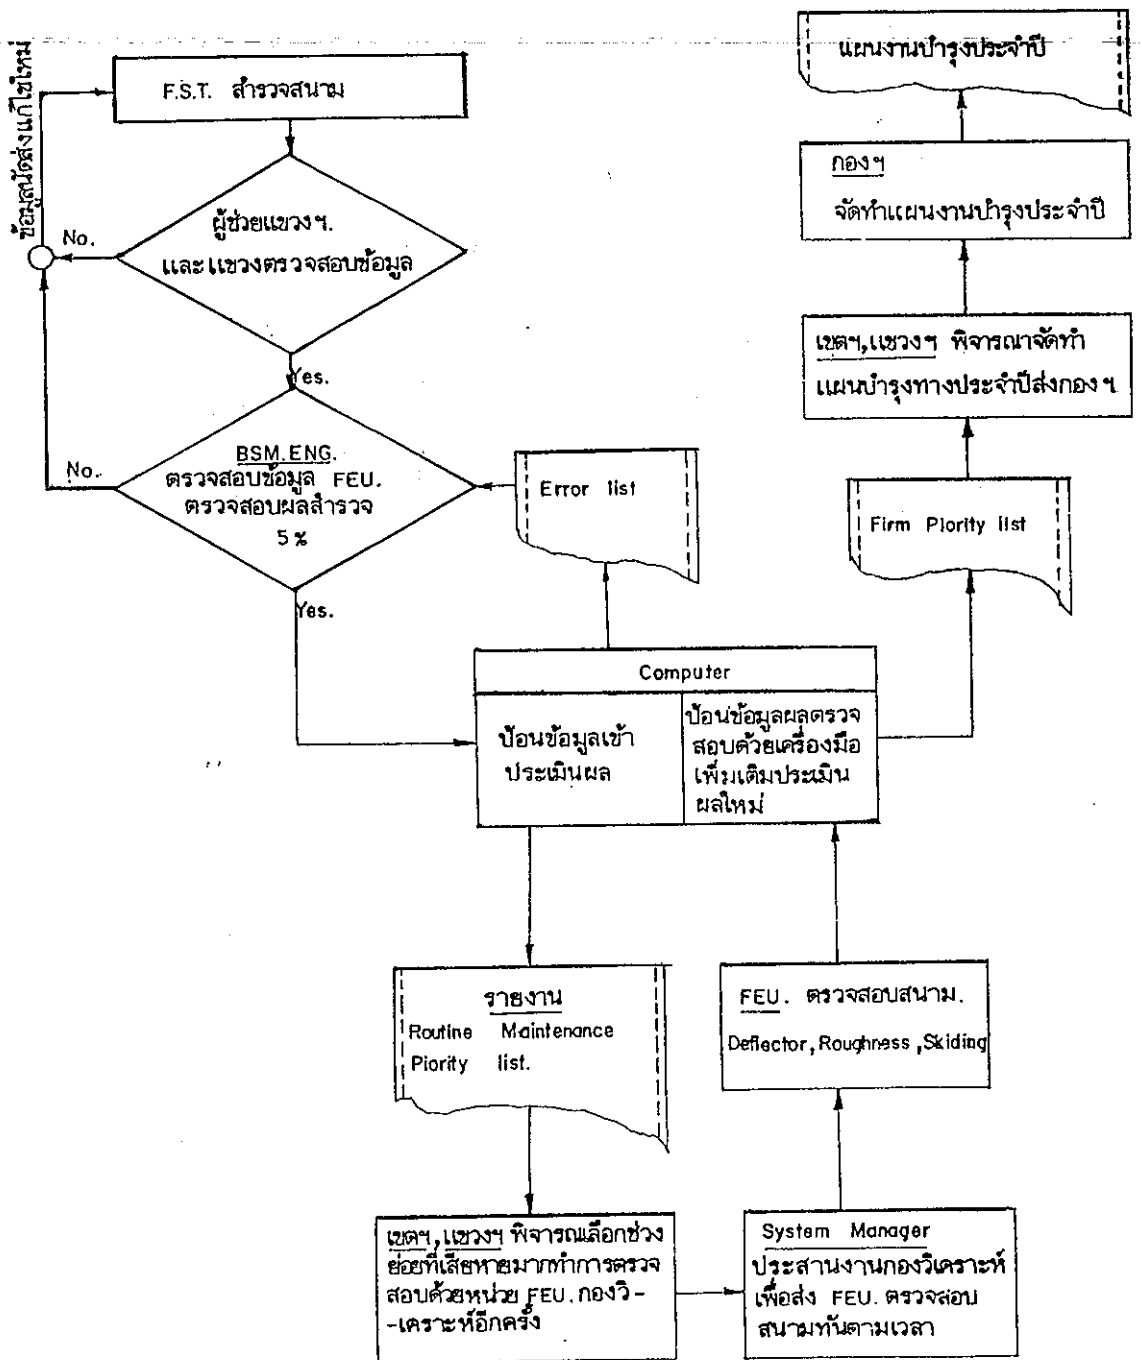 ข้อมูลขัดส่งแก้ไขใหม่
F.S.T. สำรวจสนาม
ผู้ช่วยแขวงฯ.
และแขวงตรวจสอบข้อมูล
No.
Yes.
BSM.ENG.
ตรวจสอบข้อมูล FEU.
ตรวจสอบผลสำรวจ
5 %
No.
Yes.
Error list
Computer
ป้อนข้อมูลเข้า
ประเมินผล
ป้อนข้อมูลผลตรวจ
สอบด้วยเครื่องมือ
เพิ่มเติมประเมิน
ผลใหม่
รายงาน
Routine Maintenance
Piority list.
เขตฯ,แขวงฯ พิจารณเลือกช่วง
ย่อยที่เสียหายมากทำการตรวจ
สอบด้วยหน่วย FEU. กองวิ-
-เคราะห์อีกครั้ง
System Manager
ประสานงานกองวิเคราะห์
เพื่อส่ง FEU. ตรวจสอบ
สนามทันตามเวลา
FEU. ตรวจสอบสนาม.
Deflector, Roughness, Skiding
Firm Piority list
เขตฯ,แขวงฯ พิจารณาจัดทำ
แผนบำรุงทางประจำปีส่งกองฯ
กองฯ
จัดทำแผนงานบำรุงประจำปี
แผนงานบำรุงประจำปี